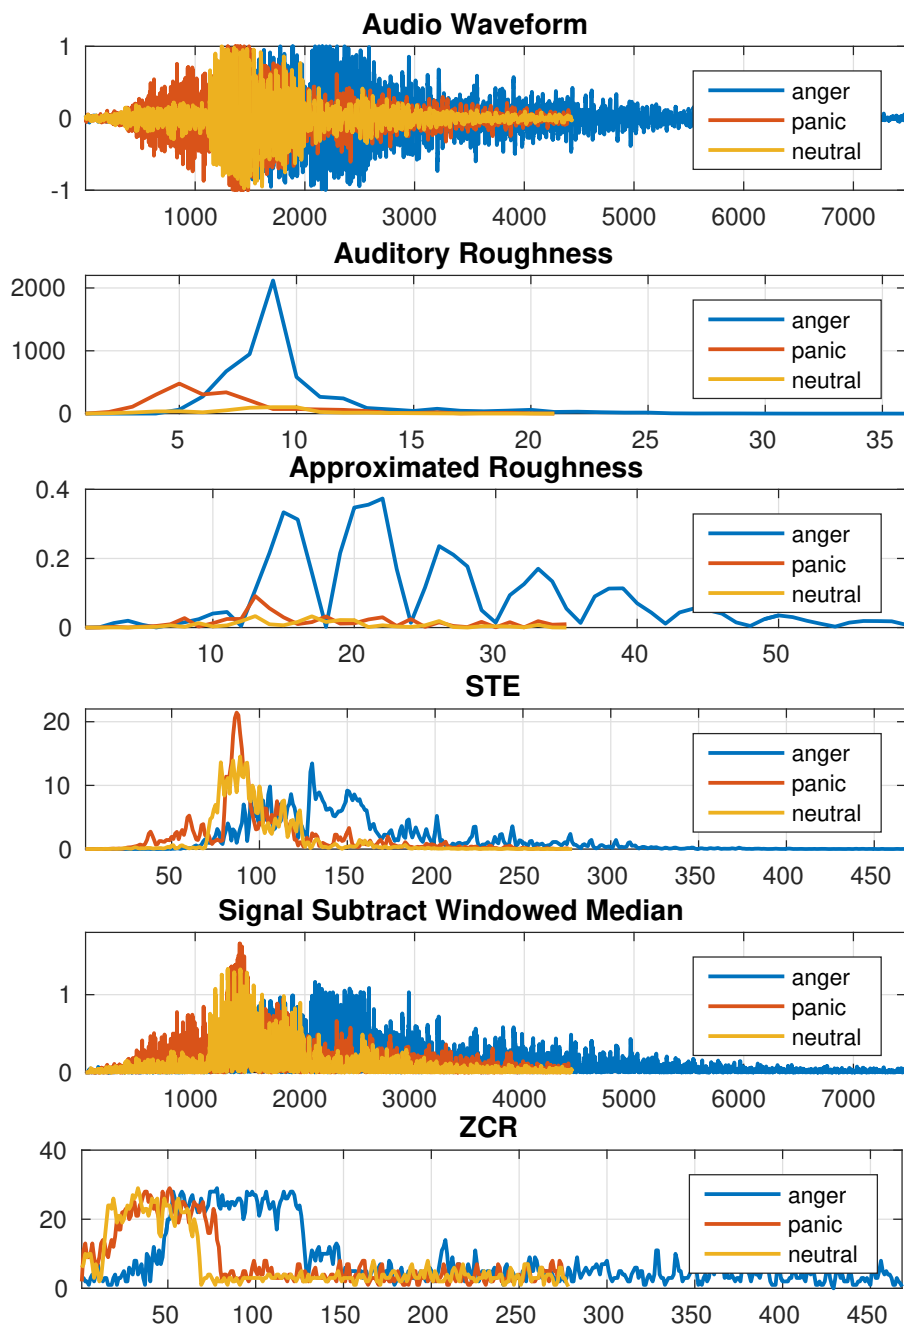 Audio Waveform
1
0
-1
anger
panic
neutral
1000 2000 3000 4000 5000 6000 7000
Auditory Roughness
2000
1000
0
anger
panic
neutral
5 10 15 20 25 30 35
Approximated Roughness
0.4
0.2
0
anger
panic
neutral
10 20 30 40 50
STE
20
10
0
anger
panic
neutral
50 100 150 200 250 300 350 400 450
Signal Subtract Windowed Median
1
0
anger
panic
neutral
1000 2000 3000 4000 5000 6000 7000
ZCR
40
20
0
anger
panic
neutral
50 100 150 200 250 300 350 400 450